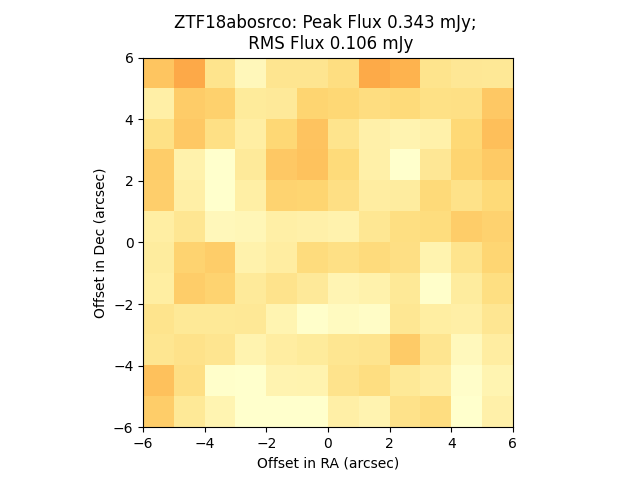 ZTF18abosrco: Peak Flux 0.343 mJy;
RMS Flux 0.106 mJy
6
4
2
0
−2
−4
−6
Offset in Dec (arcsec)
−6 −4 −2 0 2 4 6
Offset in RA (arcsec)